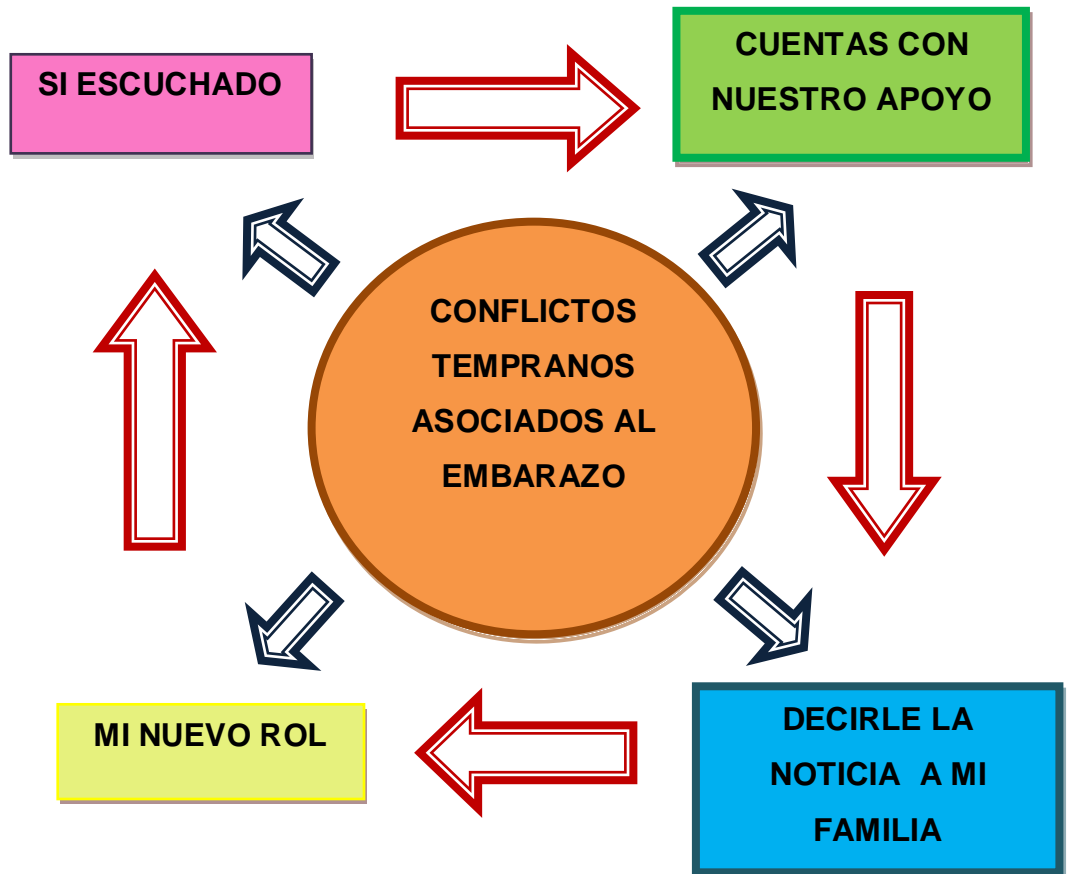 SI ESCUCHADO
CUENTAS CON
NUESTRO APOYO
CONFLICTOS
TEMPRANOS
ASOCIADOS AL
EMBARAZO
MI NUEVO ROL
DECIRLE LA
NOTICIA A MI
FAMILIA